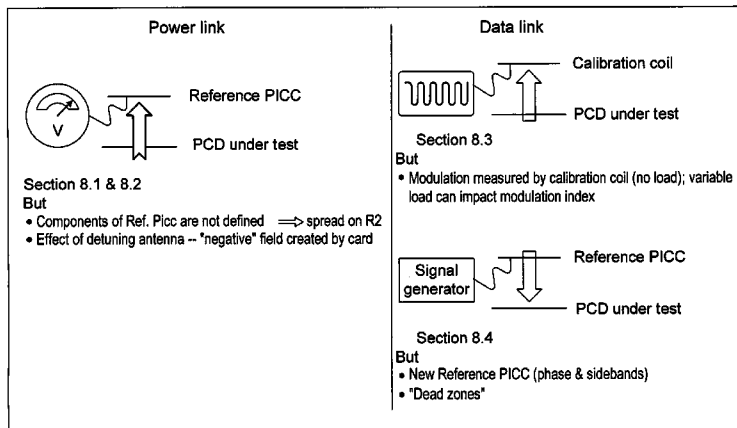 Power link
Reference PICC
V
PCD under test
Section 8.1 & 8.2
But
• Components of Ref. Picc are not defined ⟹ spread on R2
• Effect of detuning antenna -- "negative" field created by card
Data link
Calibration coil
PCD under test
Section 8.3
But
• Modulation measured by calibration coil (no load); variable
load can impact modulation index
Signal
generator
Reference PICC
PCD under test
Section 8.4
But
• New Reference PICC (phase & sidebands)
• "Dead zones"